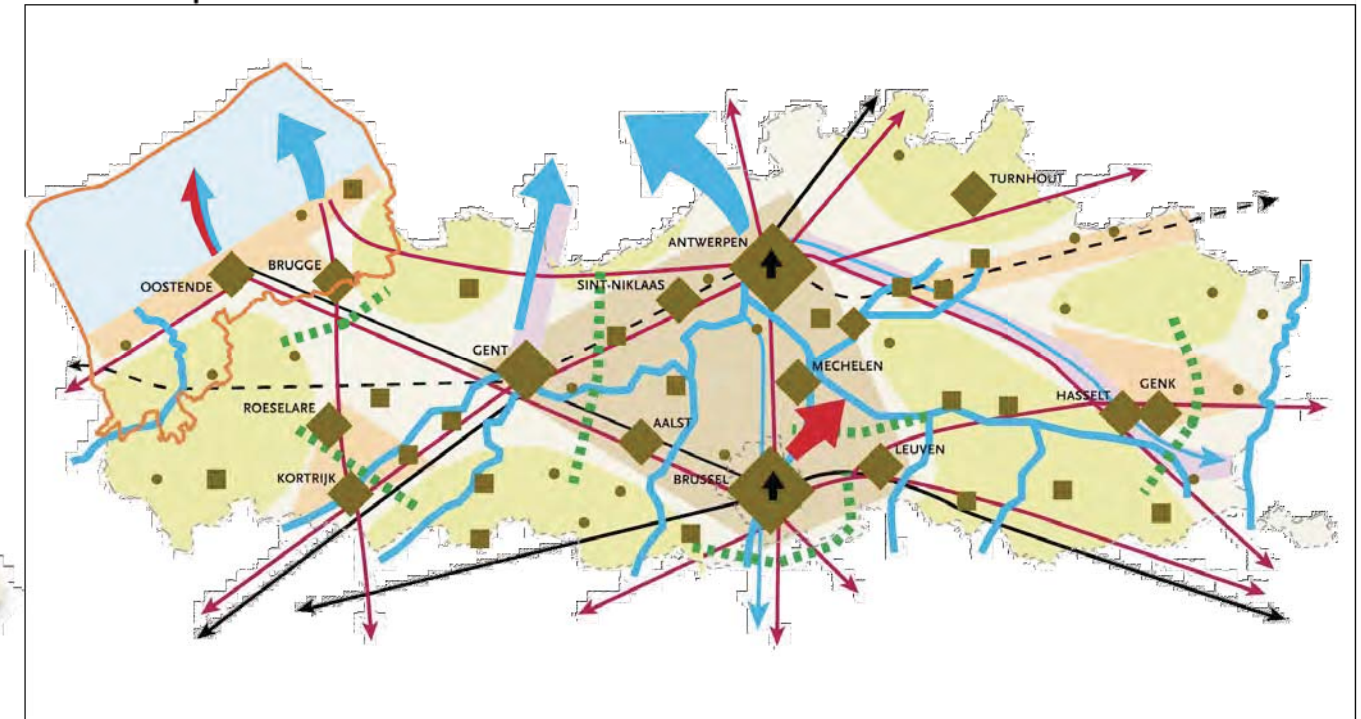 TURNHOUT
ANTWERPEN
BRUGGE
OOSTENDE
SINT-NIKLAAS
GENT
MECHELEN
GENK
HASSELT
ROESELARE
AALST
LEUVEN
KORTRIJK
BRUSSEL